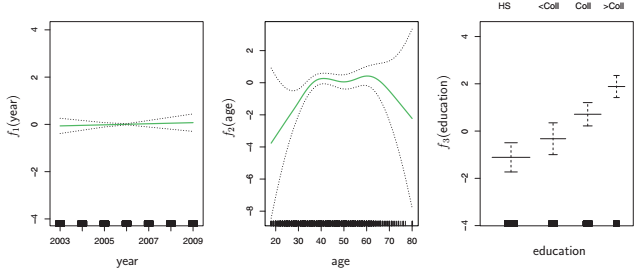 HS <Coll Coll >Coll
4
2
0
-2
-4
f1(year)
2003 2005 2007 2009
year
2
0
-2
-4
-6
-8
f2(age)
20 30 40 50 60 70 80
age
4
2
0
-2
-4
f3(education)
education